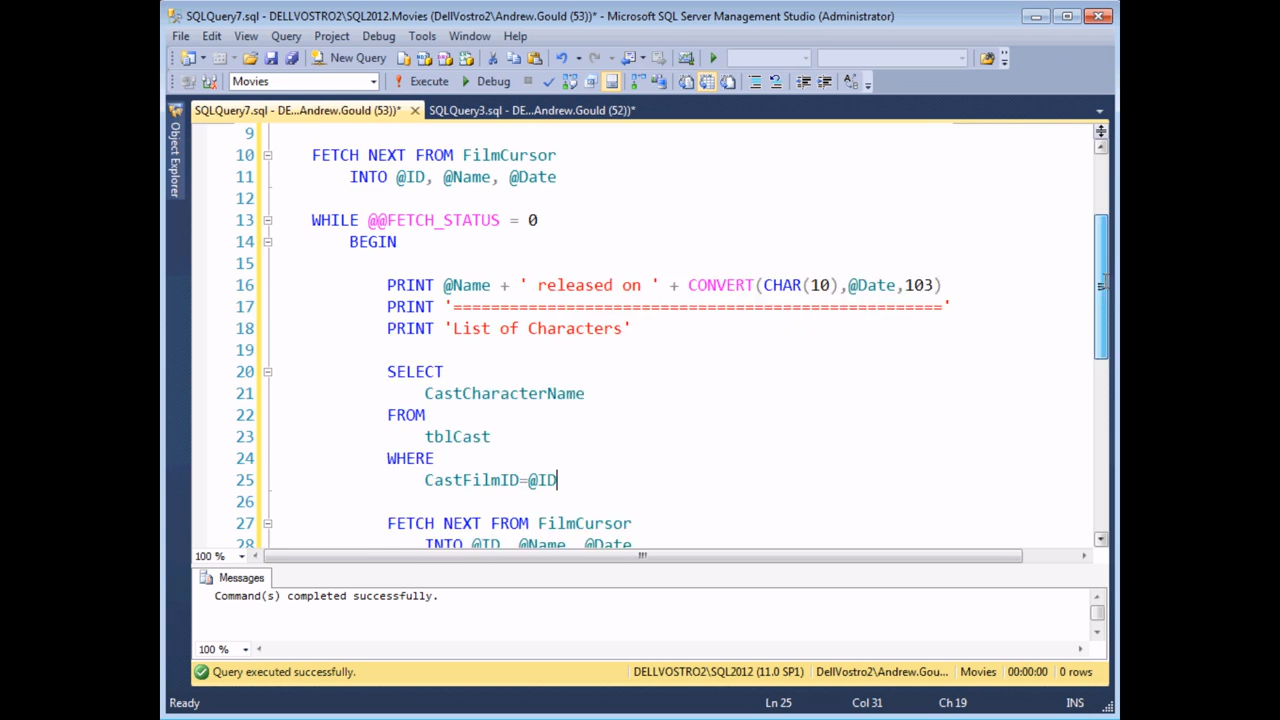 SQLQuery7.sql - DELLVOSTRO2\SQL2012.Movies (DellVostro2\Andrew.Gould (53))* - Microsoft SQL Server Management Studio (Administrator)
File Edit View Query Project Debug Tools Window Help
New Query
Movies Execute Debug
SQLQuery7.sql - DE...Andrew.Gould (53))* SQLQuery3.sql - DE...Andrew.Gould (52))*
Object Explorer
9
10 FETCH NEXT FROM FilmCursor
11 INTO @ID, @Name, @Date
12
13 WHILE @@FETCH_STATUS = 0
14 BEGIN
15
16 PRINT @Name + ' released on ' + CONVERT(CHAR(10),@Date,103)
17 PRINT '===================================================='
18 PRINT 'List of Characters'
19
20 SELECT
21 CastCharacterName
22 FROM
23 tblCast
24 WHERE
25 CastFilmID=@ID
26
27 FETCH NEXT FROM FilmCursor
28 INTO @ID, @Name, @Date
100 %
Messages
Command(s) completed successfully.
100 %
Query executed successfully. DELLVOSTRO2\SQL2012 (11.0 SP1) DellVostro2\Andrew.Gou... Movies 00:00:00 0 rows
Ready Ln 25 Col 31 Ch 19 INS